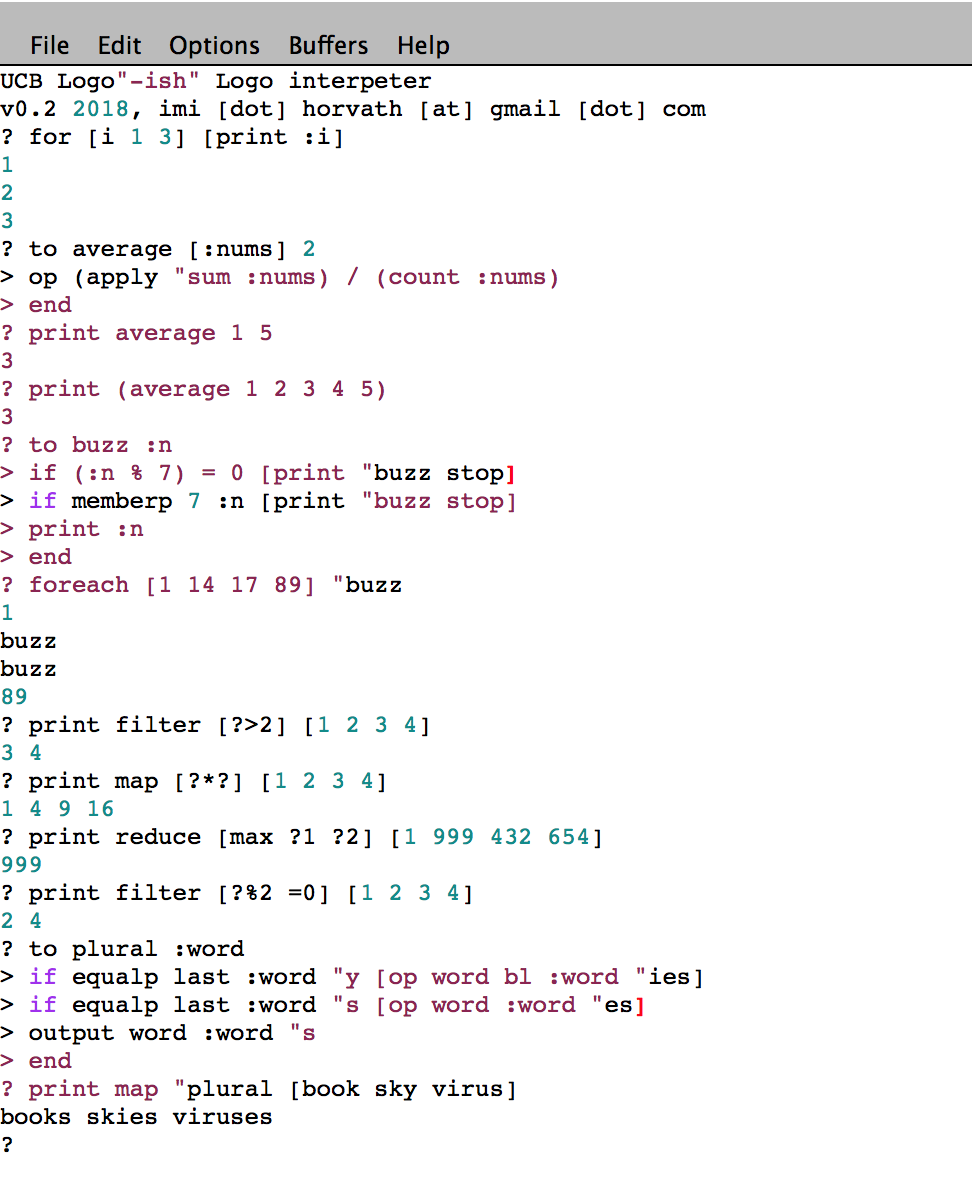 File Edit Options Buffers Help
UCB Logo"-ish" Logo interpeter
v0.2 2018, imi [dot] horvath [at] gmail [dot] com
? for [i 1 3] [print :i]
1
2
3
? to average [:nums] 2
> op (apply "sum :nums) / (count :nums)
> end
? print average 1 5
3
? print (average 1 2 3 4 5)
3
? to buzz :n
> if (:n % 7) = 0 [print "buzz stop]
> if memberp 7 :n [print "buzz stop]
> print :n
> end
? foreach [1 14 17 89] "buzz
1
buzz
buzz
89
? print filter [?>2] [1 2 3 4]
3 4
? print map [?*?] [1 2 3 4]
1 4 9 16
? print reduce [max ?1 ?2] [1 999 432 654]
999
? print filter [?%2 =0] [1 2 3 4]
2 4
? to plural :word
> if equalp last :word "y [op word bl :word "ies]
> if equalp last :word "s [op word :word "es]
> output word :word "s
> end
? print map "plural [book sky virus]
books skies viruses
?